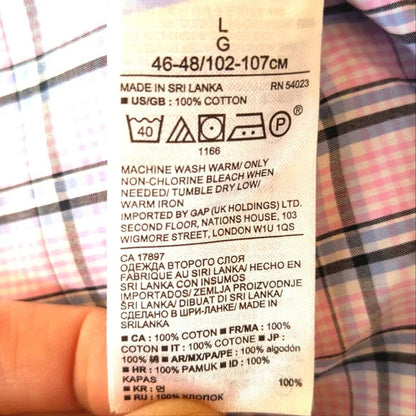 L
G
46-48/102-107CM
MADE IN SRI LANKA RN 54023
■ US/GB : 100% COTTON
40 P ®
1166
MACHINE WASH WARM/ ONLY
NON-CHLORINE BLEACH WHEN
NEEDED/ TUMBLE DRY LOW/
WARM IRON
IMPORTED BY GAP (UK HOLDINGS) LTD.
SECOND FLOOR, NATIONS HOUSE, 103
WIGMORE STREET, LONDON W1U 1QS
CA 17897
ОДЕЖДА ВТОРОГО СЛОЯ
FABRIQUE AU SIRI LANKA/ HECHO EN
SRI LANKA CON INSUMOS
IMPORTADOS/ ZEMLJA PROIZVODNJE
SRI LANKA/ DIBUAT DI SRI LANKA/
СДЕЛАНО В ШРИ-ЛАНКЕ/ MADE IN
SRILANKA
■ CA : 100% COTON ■ FR/MA : 100%
COTON ■ IT : 100% COTONE ■ JP :
100% 綿 ■ AR/MX/PA/PE : 100% algodón
■ HR : 100% PAMUK ■ ID : 100%
KAPAS 100%
■ KR : 면
■ RU : 100% ХЛОПОК